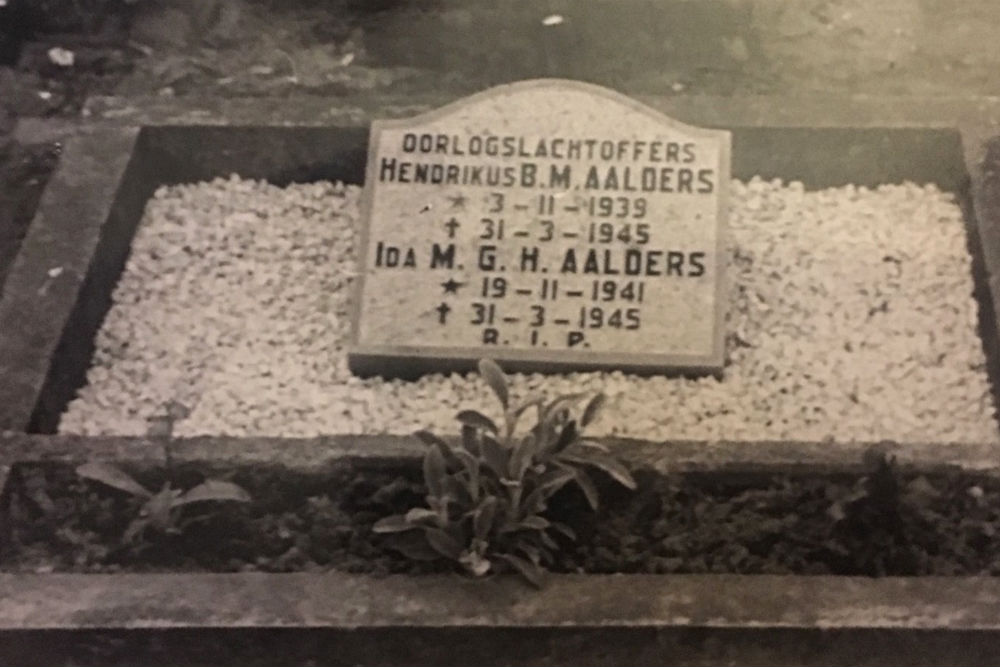 OORLOGSLACHTOFFERS
HENDRIKUS B.M. AALDERS
* 3-11-1939
† 31-3-1945
IDA M. G. H. AALDERS
* 19-11-1941
† 31-3-1945
R. I. P.